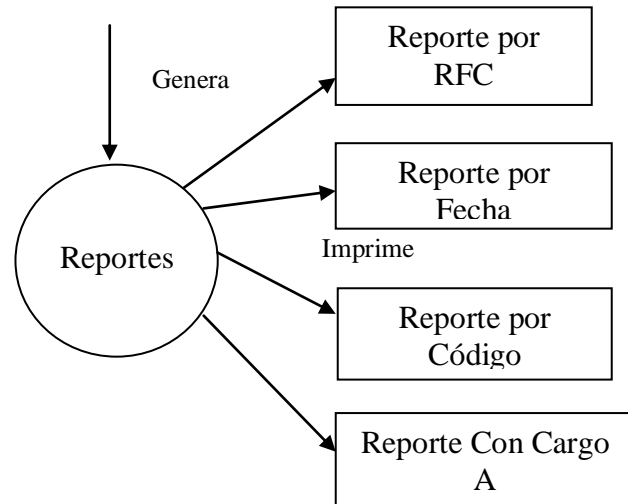 Reporte por
RFC
Genera
Reporte por
Fecha
Imprime
Reportes
Reporte por
Código
Reporte Con Cargo
A